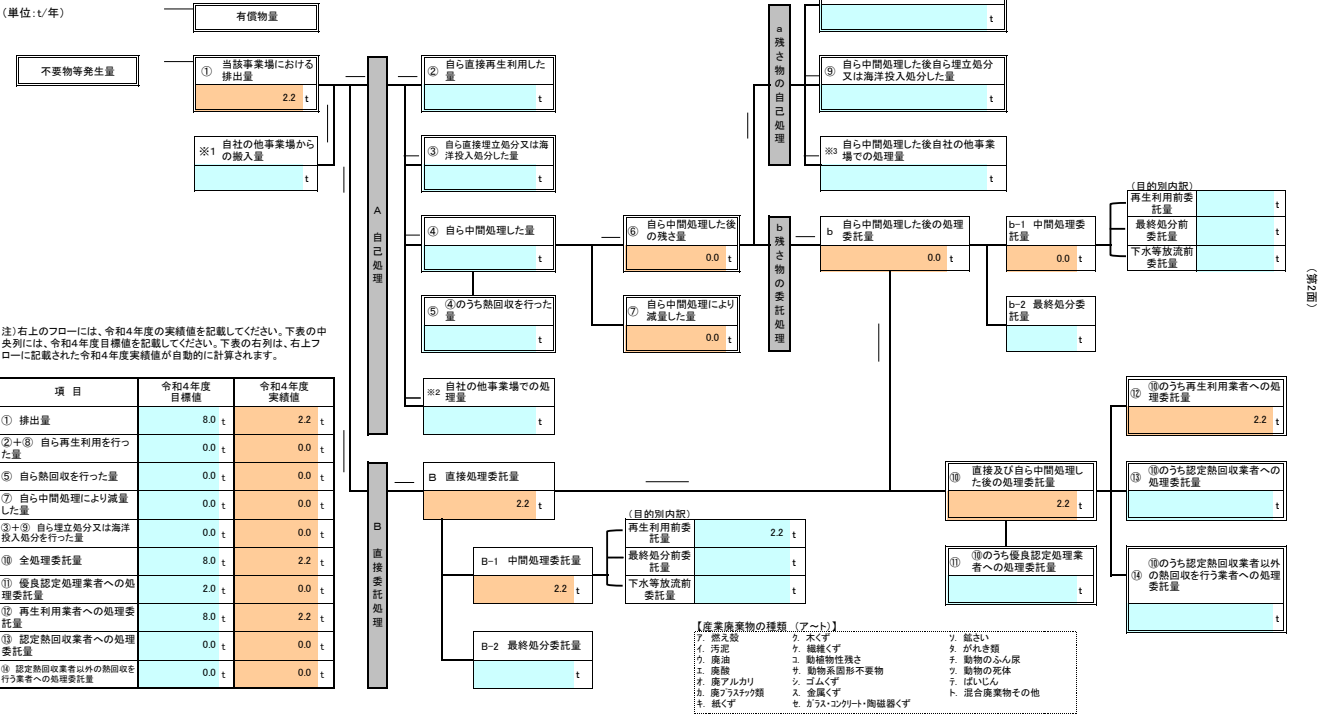 (単位:t/年)
有償物量
t
不要物等発生量
① 当該事業場における
排出量
2.2 t
※1 自社の他事業場から
の搬入量
t
A
自
己
処
理
② 自ら直接再生利用した
量
t
③ 自ら直接埋立処分又は海
洋投入処分した量
t
④ 自ら中間処理した量
t
⑤ ④のうち熱回収を行った
量
t
※2 自社の他事業場での処
理量
t
⑥ 自ら中間処理した後
の残さ量
0.0 t
⑦ 自ら中間処理により
減量した量
0.0 t
a
残
さ
物
の
自
己
処
理
⑨ 自ら中間処理した後自ら埋立処分
又は海洋投入処分した量
t
※3 自ら中間処理した後自社の他事業
場での処理量
t
b
残
さ
物
の
委
託
処
理
b 自ら中間処理した後の処理
委託量
0.0 t
b-1 中間処理委
託量
0.0 t
b-2 最終処分委
託量
t
(目的別内訳)
再生利用前委
託量 t
最終処分前
委託量 t
下水等放流前
委託量 t
(第2面)
注)右上のフローには、令和4年度の実績値を記載してください。下表の中
央列には、令和4年度目標値を記載してください。下表の右列は、右上フ
ローに記載された令和4年度実績値が自動的に計算されます。
項 目 令和4年度 目標値 令和4年度 実績値
① 排出量 8.0 t 2.2 t
②+⑧ 自ら再生利用を行っ
た量 0.0 t 0.0 t
⑤ 自ら熱回収を行った量 0.0 t 0.0 t
⑦ 自ら中間処理により減量
した量 0.0 t 0.0 t
③+⑨ 自ら埋立処分又は海洋
投入処分を行った量 0.0 t 0.0 t
⑩ 全処理委託量 8.0 t 2.2 t
⑪ 優良認定処理業者への処
理委託量 2.0 t 0.0 t
⑫ 再生利用業者への処理委
託量 8.0 t 2.2 t
⑬ 認定熱回収業者への処理
委託量 0.0 t 0.0 t
⑭ 認定熱回収業者以外の熱回収を
行う業者への処理委託量 0.0 t 0.0 t
B
直
接
委
託
処
理
B 直接処理委託量
2.2 t
B-1 中間処理委託量
2.2 t
B-2 最終処分委託量
t
(目的別内訳)
再生利用前委
託量 2.2 t
最終処分前委
託量 t
下水等放流前
委託量 t
⑩ 直接及び自ら中間処理し
た後の処理委託量
2.2 t
⑪ ⑩のうち優良認定処理業
者への処理委託量
t
⑫ ⑩のうち再生利用業者への処
理委託量
2.2 t
⑬ ⑩のうち認定熱回収業者への
処理委託量
t
⑭ ⑩のうち認定熱回収業者以外
の熱回収を行う業者への処理
委託量
t
【産業廃棄物の種類 (ア~ト)】
ア. 燃え殻 ク. 木くず ソ. 鉱さい
イ. 汚泥 ケ. 繊維くず タ. がれき類
ウ. 廃油 コ. 動植物性残さ チ. 動物のふん尿
エ. 廃酸 サ. 動物系固形不要物 ツ. 動物の死体
オ. 廃アルカリ シ. ゴムくず テ. ばいじん
カ. 廃プラスチック類 ス. 金属くず ト. 混合廃棄物その他
キ. 紙くず セ. ガラス・コンクリート・陶磁器くず